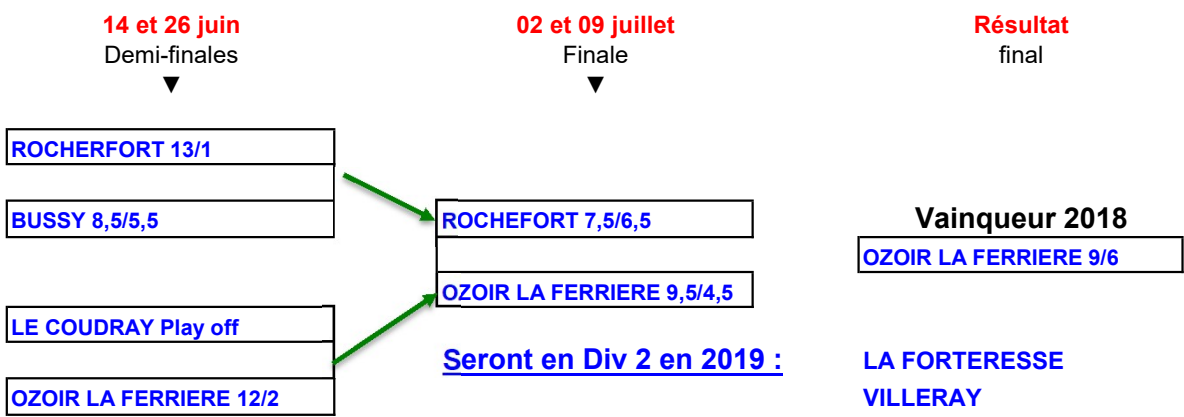 14 et 26 juin
Demi-finales
▼
02 et 09 juillet
Finale
▼
Résultat
final
ROCHERFORT 13/1
BUSSY 8,5/5,5
LE COUDRAY Play off
OZOIR LA FERRIERE 12/2
ROCHEFORT 7,5/6,5
OZOIR LA FERRIERE 9,5/4,5
Vainqueur 2018
OZOIR LA FERRIERE 9/6
Seront en Div 2 en 2019 :
LA FORTERESSE
VILLERAY